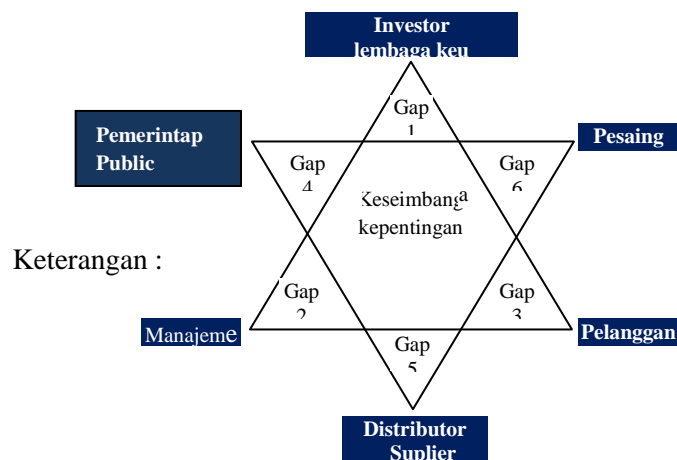 Investor
lembaga keu
Gap
1
Pemerintap
Public
Pesaing
Gap
4
Gap
6
Keseimbanga
kepentingan
Keterangan :
Gap
2
Gap
3
Manajeme
Pelanggan
Gap
5
Distributor
Suplier